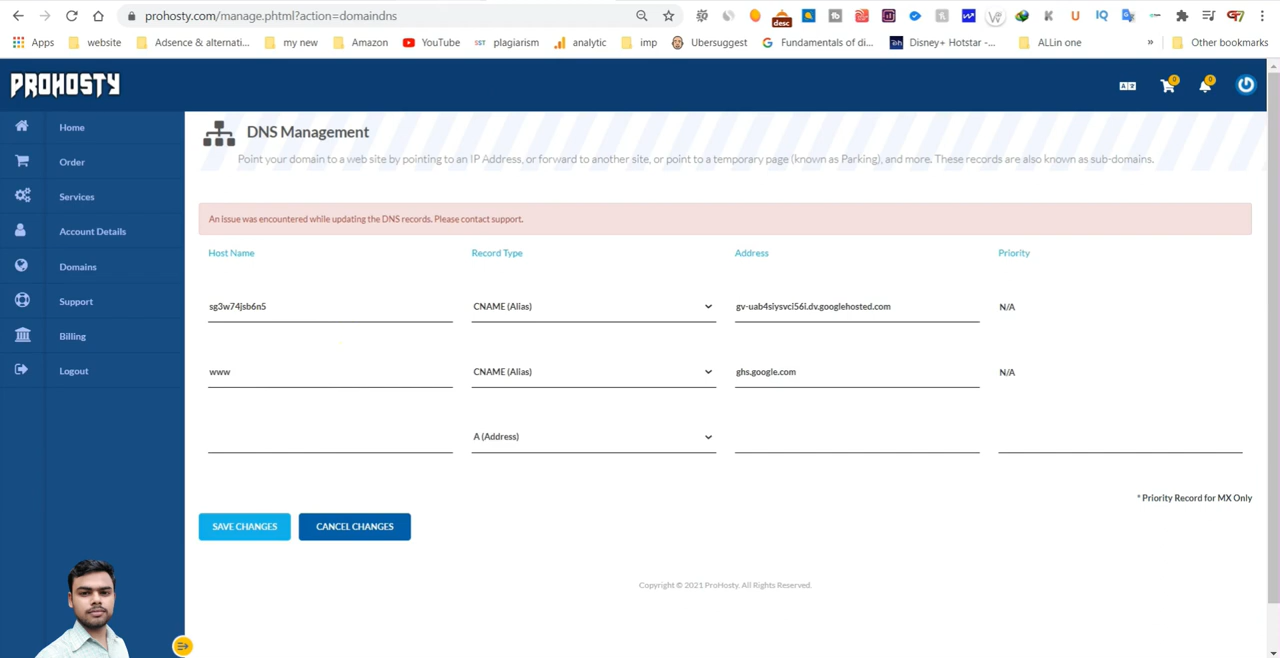 prohosty.com/manage.phtml?action=domaindns
Apps website Adsence & alternati... my new Amazon YouTube SST plagiarism analytic imp Ubersuggest Fundamentals of di... Disney+ Hotstar -... ALLin one » Other bookmarks
PROHOSTY
0 0
Home
Order
Services
Account Details
Domains
Support
Billing
Logout
DNS Management
Point your domain to a web site by pointing to an IP Address, or forward to another site, or point to a temporary page (known as Parking), and more. These records are also known as sub-domains.
An issue was encountered while updating the DNS records. Please contact support.
Host Name Record Type Address Priority
sg3w74jsb6n5 CNAME (Alias) gv-uab4siysvci56i.dv.googlehosted.com N/A
www CNAME (Alias) ghs.google.com N/A
A (Address)
* Priority Record for MX Only
SAVE CHANGES CANCEL CHANGES
Copyright © 2021 ProHosty. All Rights Reserved.